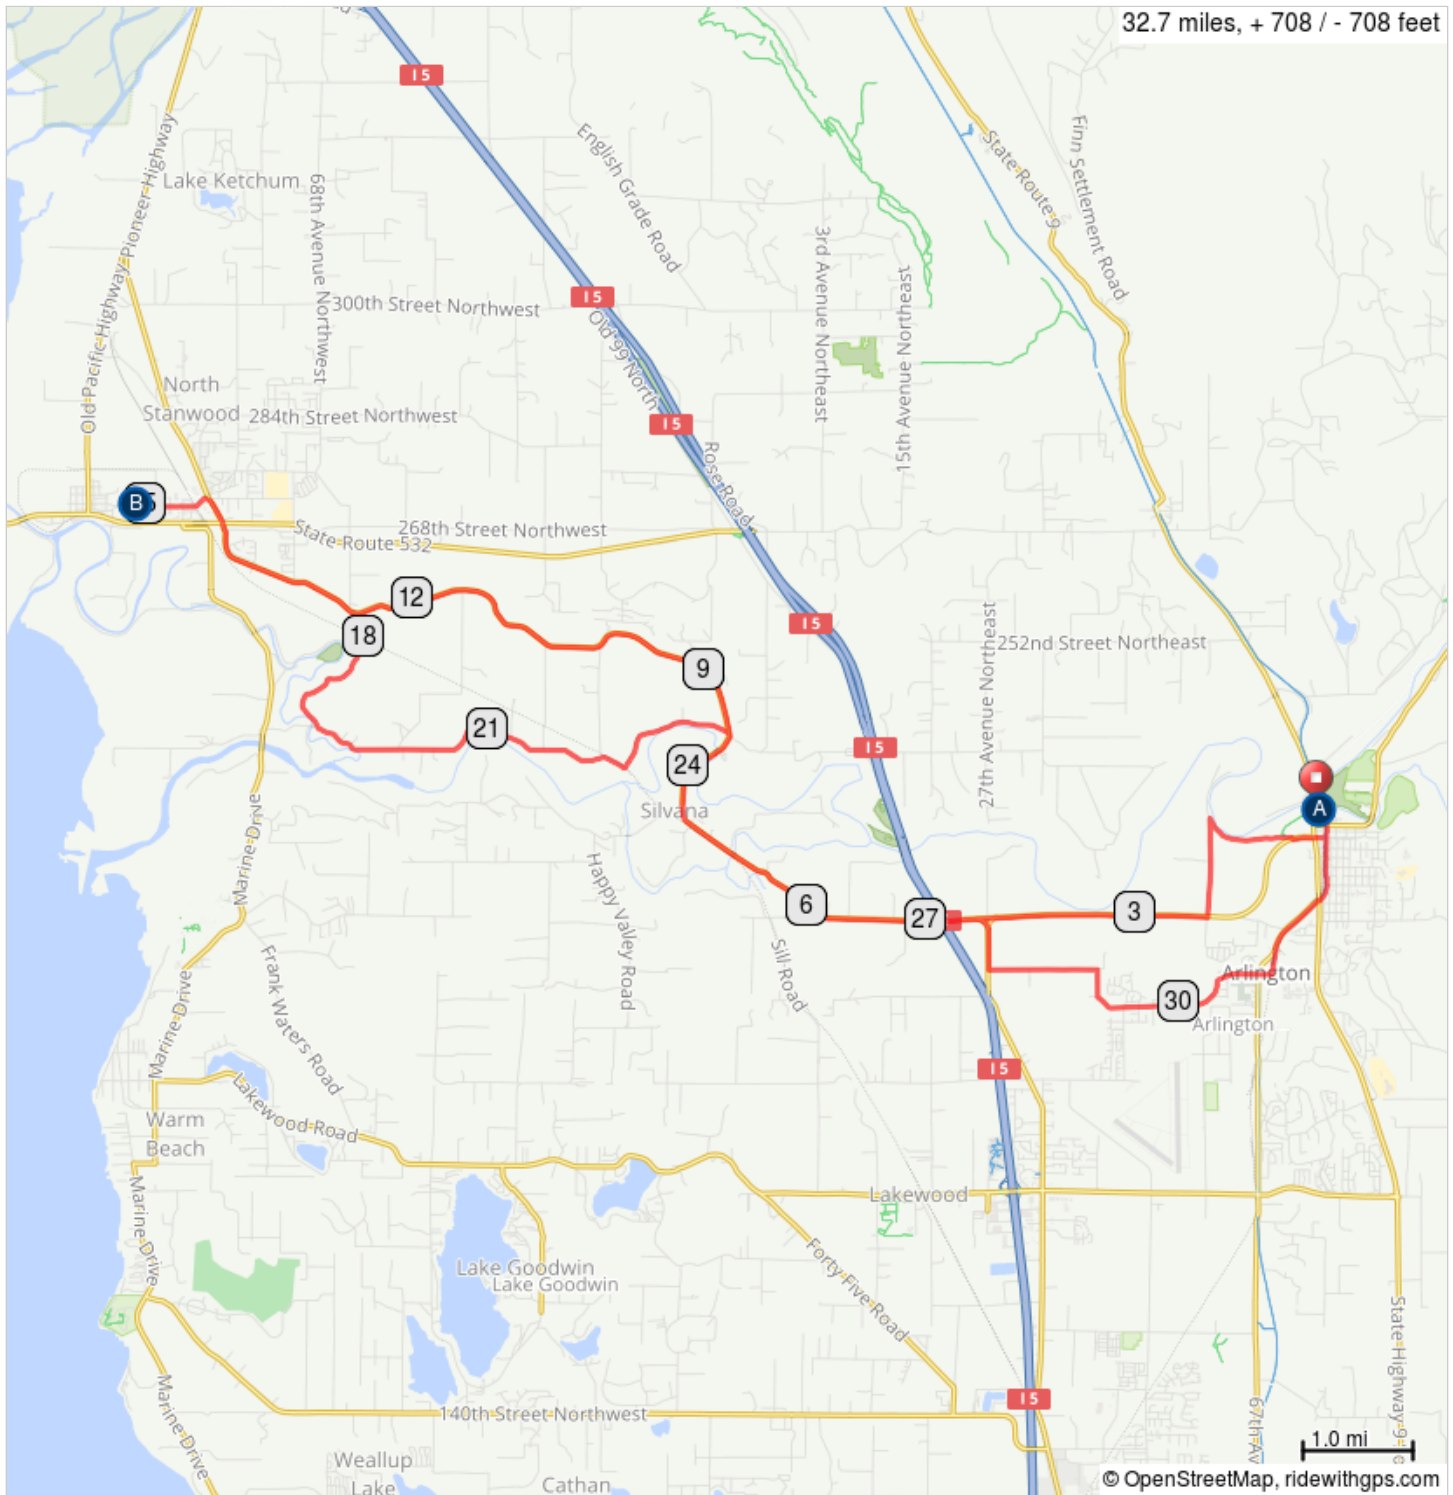 32.7 miles, + 708 / - 708 feet
I 5
Lake Ketchum
Old Pacific Highway
Pioneer Highway
68th Avenue Northwest
English Grade Road
State Route 9
Finn Settlement Road
3rd Avenue Northeast
15th Avenue Northeast
I 5
300th Street Northwest
Old 99 North
North
Stanwood
284th Street Northwest
I 5
Rose Road
B
268th Street Northwest
State Route 532
12
I 5
18
9
27th Avenue Northeast
252nd Street Northeast
21
I 5
24
A
Silvana
Marine Drive
Happy Valley Road
6
27
3
Sill Road
Frank Waters Road
Marine Drive
30
Arlington
Arlington
I 5
Lakewood Road
Warm
Beach
Marine Drive
Lakewood
Lake Goodwin
Lake Goodwin
Forty Five Road
State Highway 9
I 5
140th Street Northwest
Marine Drive
67th Av
1.0 mi
Weallup
Lake
Cathan
© OpenStreetMap, ridewithgps.com